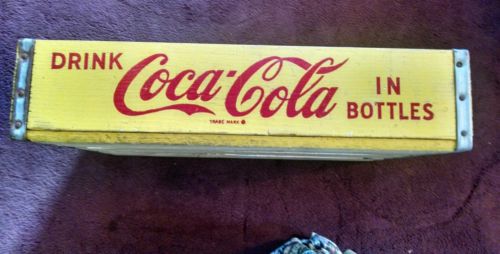 DRINK Coca-Cola IN
BOTTLES
TRADE MARK ®